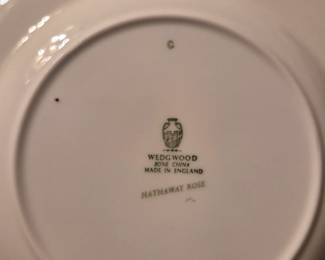 G
WEDGWOOD
BONE CHINA
MADE IN ENGLAND
HATHAWAY ROSE